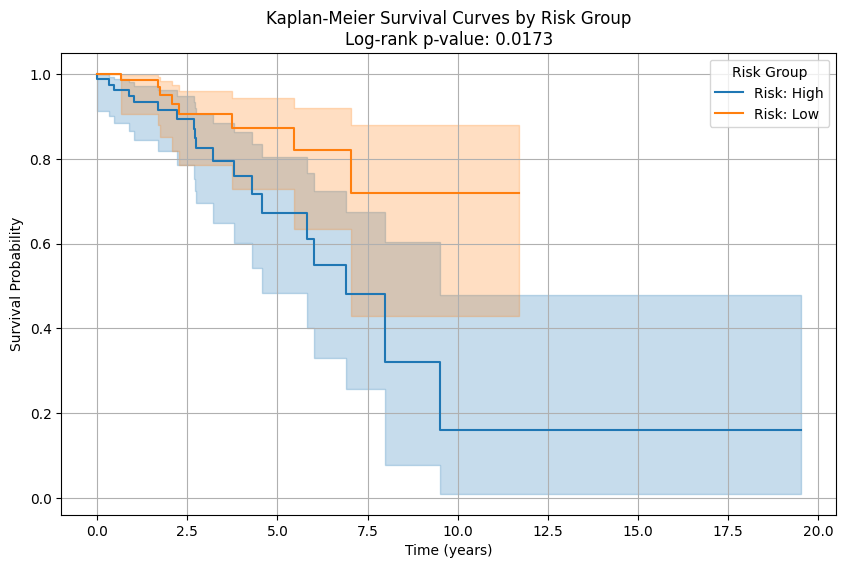 Kaplan-Meier Survival Curves by Risk Group
Log-rank p-value: 0.0173
Risk Group
Risk: High
Risk: Low
Survival Probability
1.0
0.8
0.6
0.4
0.2
0.0
0.0 2.5 5.0 7.5 10.0 12.5 15.0 17.5 20.0
Time (years)